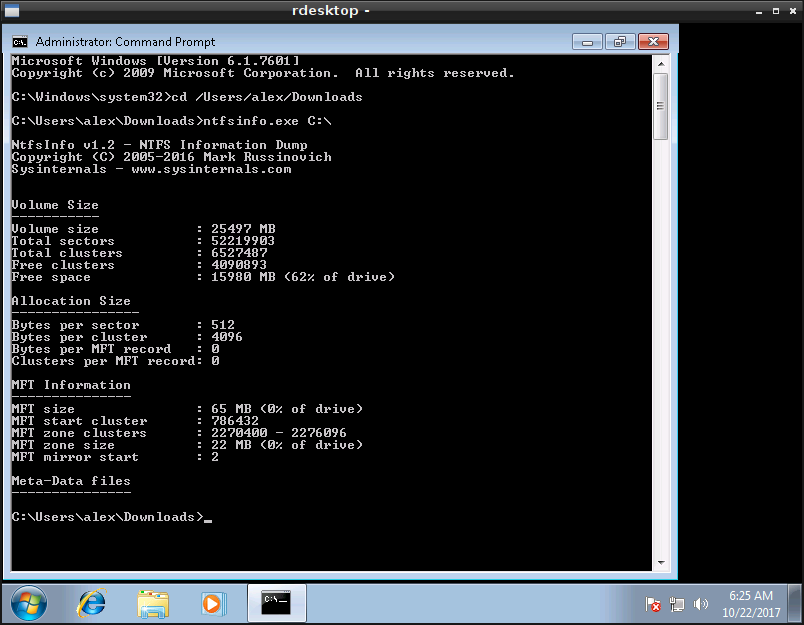 rdesktop -
Administrator: Command Prompt
Microsoft Windows [Version 6.1.7601]
Copyright (c) 2009 Microsoft Corporation.  All rights reserved.
C:\Windows\system32>cd /Users/alex/Downloads
C:\Users\alex\Downloads>ntfsinfo.exe C:\
NtfsInfo v1.2 - NTFS Information Dump
Copyright (C) 2005-2016 Mark Russinovich
Sysinternals - www.sysinternals.com
Volume Size
-----------
Volume size            : 25497 MB
Total sectors          : 52219903
Total clusters         : 6527487
Free clusters          : 4090893
Free space             : 15980 MB (62% of drive)
Allocation Size
----------------
Bytes per sector       : 512
Bytes per cluster      : 4096
Bytes per MFT record   : 0
Clusters per MFT record: 0
MFT Information
---------------
MFT size               : 65 MB (0% of drive)
MFT start cluster      : 786432
MFT zone clusters      : 2270400 - 2276096
MFT zone size          : 22 MB (0% of drive)
MFT mirror start       : 2
Meta-Data files
---------------
C:\Users\alex\Downloads>_
6:25 AM
10/22/2017